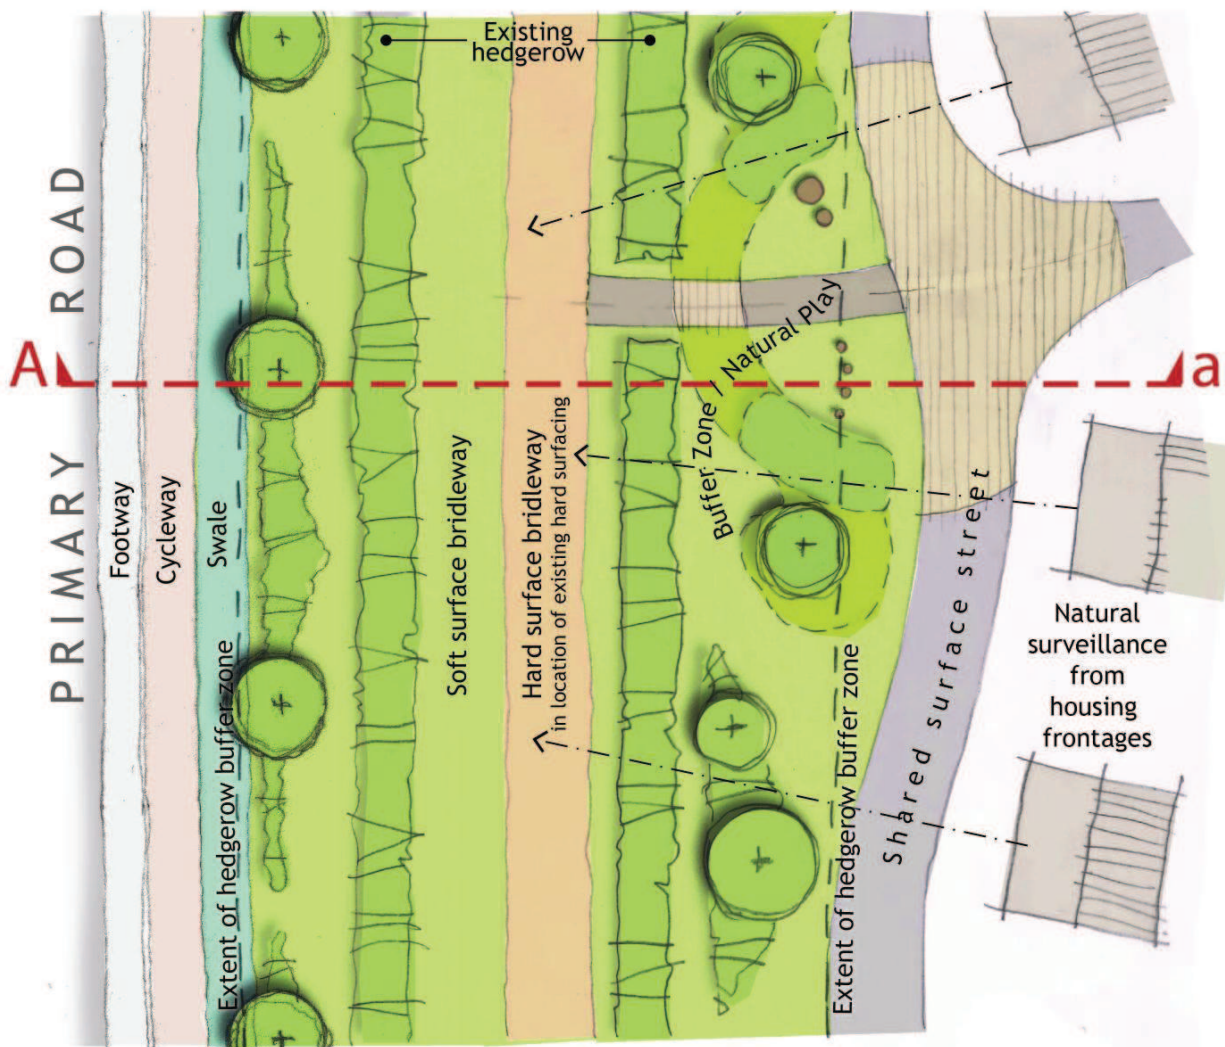 Existing
hedgerow
PRIMARY ROAD
A
a
Footway
Cycleway
Swale
Extent of hedgerow buffer zone
Soft surface bridleway
Hard surface bridleway
in location of existing hard surfacing
Buffer Zone / Natural Play
Extent of hedgerow buffer zone
Shared surface street
Natural
surveillance
from
housing
frontages